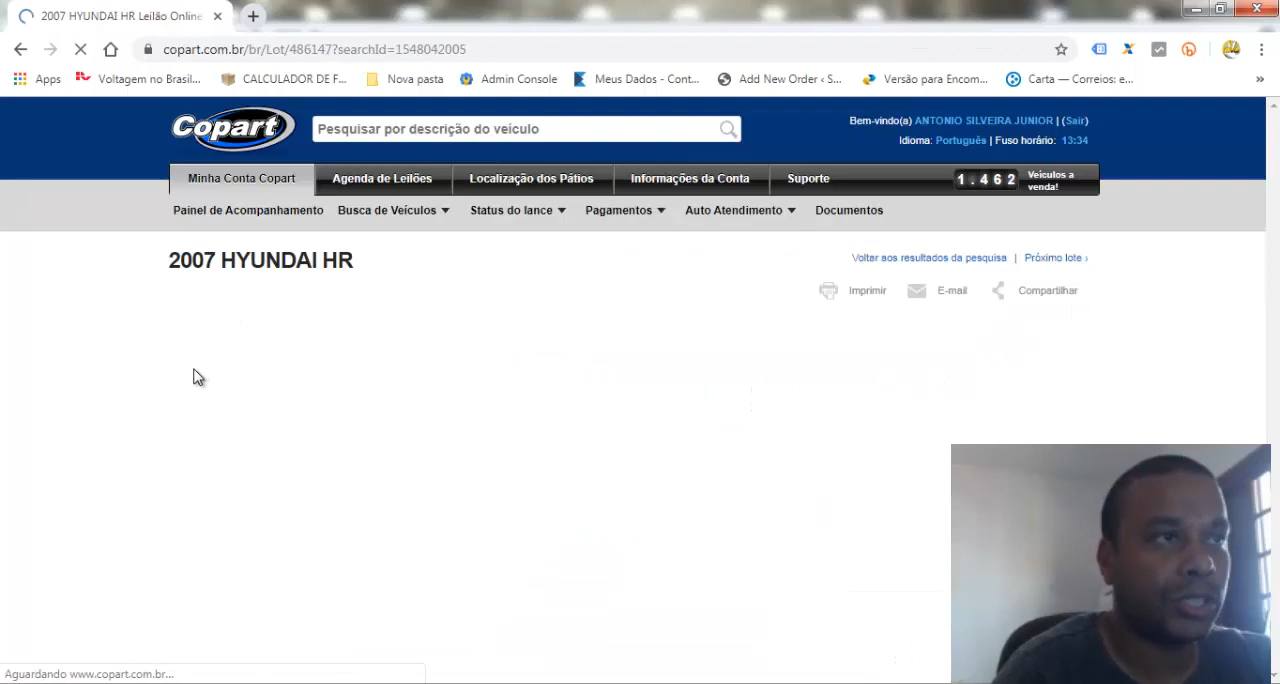 2007 HYUNDAI HR Leilão Online
copart.com.br/br/Lot/486147?searchId=1548042005
Apps Voltagem no Brasil... CALCULADOR DE F... Nova pasta Admin Console Meus Dados - Cont... Add New Order ‹ S... Versão para Encom... Carta — Correios: e... »
Copart Pesquisar por descrição do veículo
Bem-vindo(a) ANTONIO SILVEIRA JUNIOR | (Sair)
Idioma: Português | Fuso horário: 13:34
Minha Conta Copart Agenda de Leilões Localização dos Pátios Informações da Conta Suporte 1.462 Veículos a
venda!
Painel de Acompanhamento Busca de Veículos Status do lance Pagamentos Auto Atendimento Documentos
2007 HYUNDAI HR
Voltar aos resultados da pesquisa | Próximo lote ›
Imprimir E-mail Compartilhar
Aguardando www.copart.com.br...